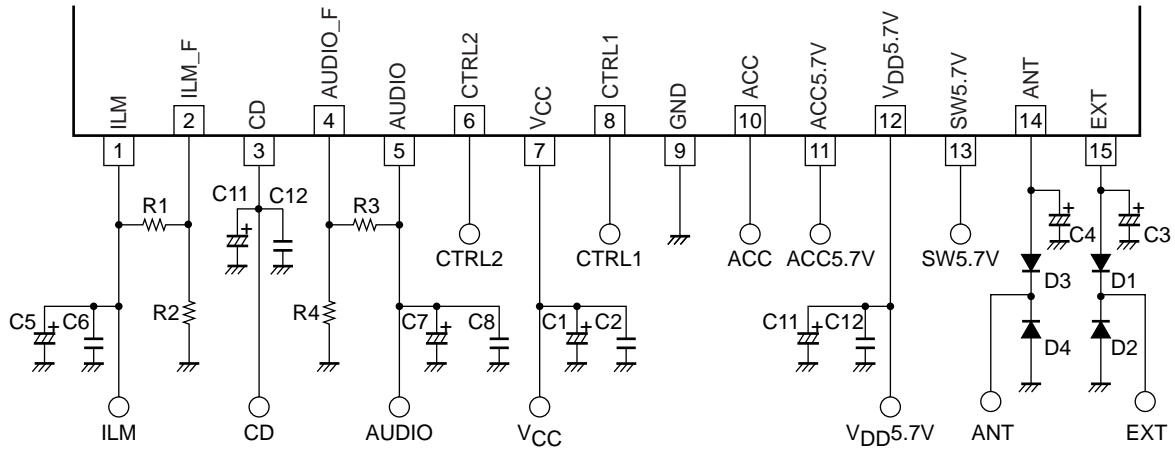 ILM
ILM_F
CD
AUDIO_F
AUDIO
CTRL2
VCC
CTRL1
GND
ACC
ACC5.7V
VDD5.7V
SW5.7V
ANT
EXT
1
2
3
4
5
6
7
8
9
10
11
12
13
14
15
C11
C12
R1
R3
C4
C3
CTRL2
CTRL1
ACC
ACC5.7V
SW5.7V
D3
D1
C5
C6
R2
R4
C7
C8
C1
C2
C11
C12
D4
D2
ILM
CD
AUDIO
VCC
VDD5.7V
ANT
EXT
+
+
+
+
+
+
+